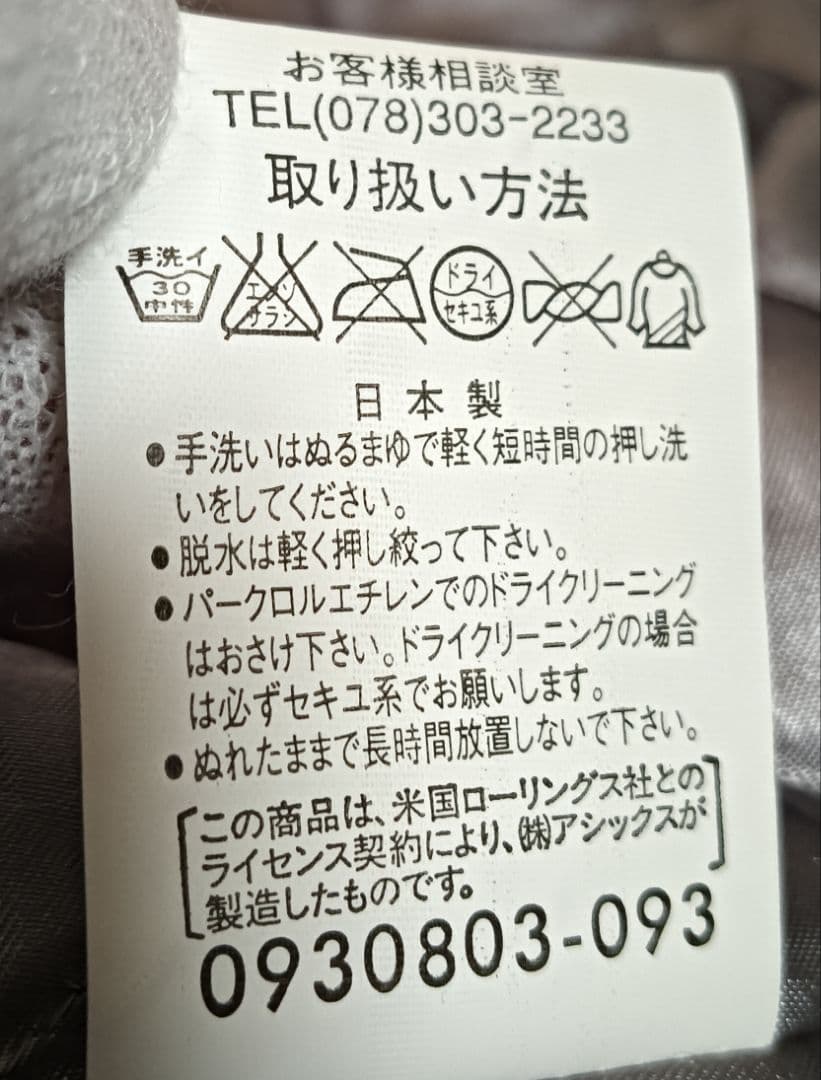 お客様相談室
TEL(078)303-2233
取り扱い方法
手洗イ
30
中性
エンソ
サラシ
ドライ
セキユ系
日本製
●手洗いはぬるまゆで軽く短時間の押し洗
いをしてください。
●脱水は軽く押し絞って下さい。
●パークロルエチレンでのドライクリーニング
はおさけ下さい。ドライクリーニングの場合
は必ずセキユ系でお願いします。
●ぬれたままで長時間放置しないで下さい。
[この商品は、米国ローリングス社との
ライセンス契約により、㈱アシックスが
製造したものです。]
0930803-093